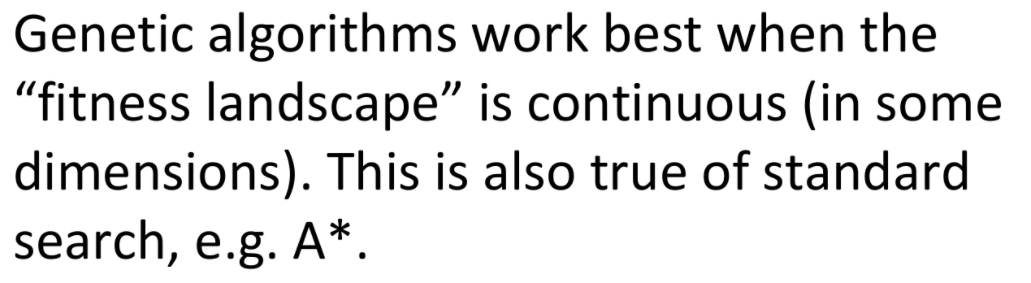 Genetic algorithms work best when the
“fitness landscape” is continuous (in some
dimensions). This is also true of standard
search, e.g. A*.